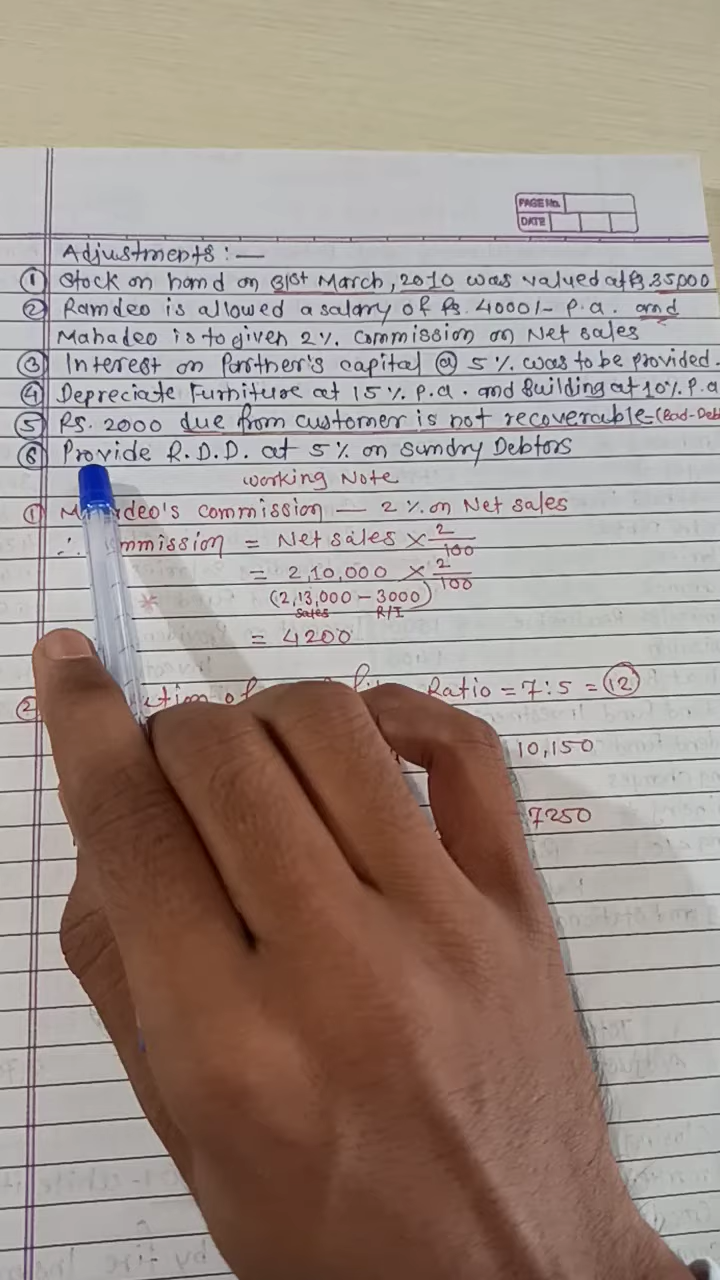 PAGE No.
DATE
Adjustments :—
① Stock on hand on 31st March, 2010 was valued at ₨ 35,000
② Ramdeo is allowed a salary of ₨. 4000/- P.a. and
Mahadeo is to given 2% commission on Net sales
③ Interest on Partner's capital @ 5% was to be provided.
④ Depreciate Furniture at 15% P.a. and Building at 10% P.a
⑤ Rs. 2000 due from customer is not recoverable (Bad-Deb
⑥ Provide R.D.D. at 5% on Sundry Debtors
Working Note
① deo's commission — 2% on Net sales
∴ mmission = Net sales × 2/100
= 2,10,000 × 2/100
* (2,13,000 - 3000)
sales R/I
= 4200
② tion of Ratio = 7:5 = ⑫
10,150
7250